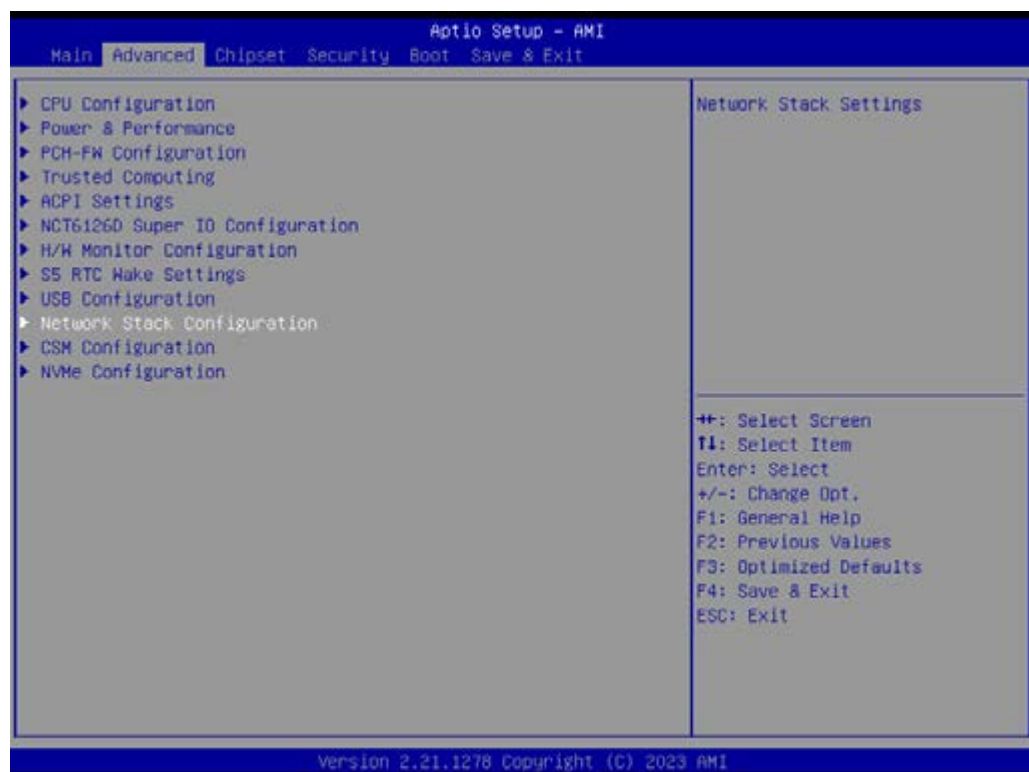 Aptio Setup - AMI
Main Advanced Chipset Security Boot Save & Exit
CPU Configuration
Power & Performance
PCH-FW Configuration
Trusted Computing
ACPI Settings
NCT6126D Super IO Configuration
H/W Monitor Configuration
S5 RTC Wake Settings
USB Configuration
Network Stack Configuration
CSM Configuration
NVMe Configuration
Network Stack Settings
→←: Select Screen
↑↓: Select Item
Enter: Select
+/-: Change Opt.
F1: General Help
F2: Previous Values
F3: Optimized Defaults
F4: Save & Exit
ESC: Exit
Version 2.21.1278 Copyright (C) 2023 AMI